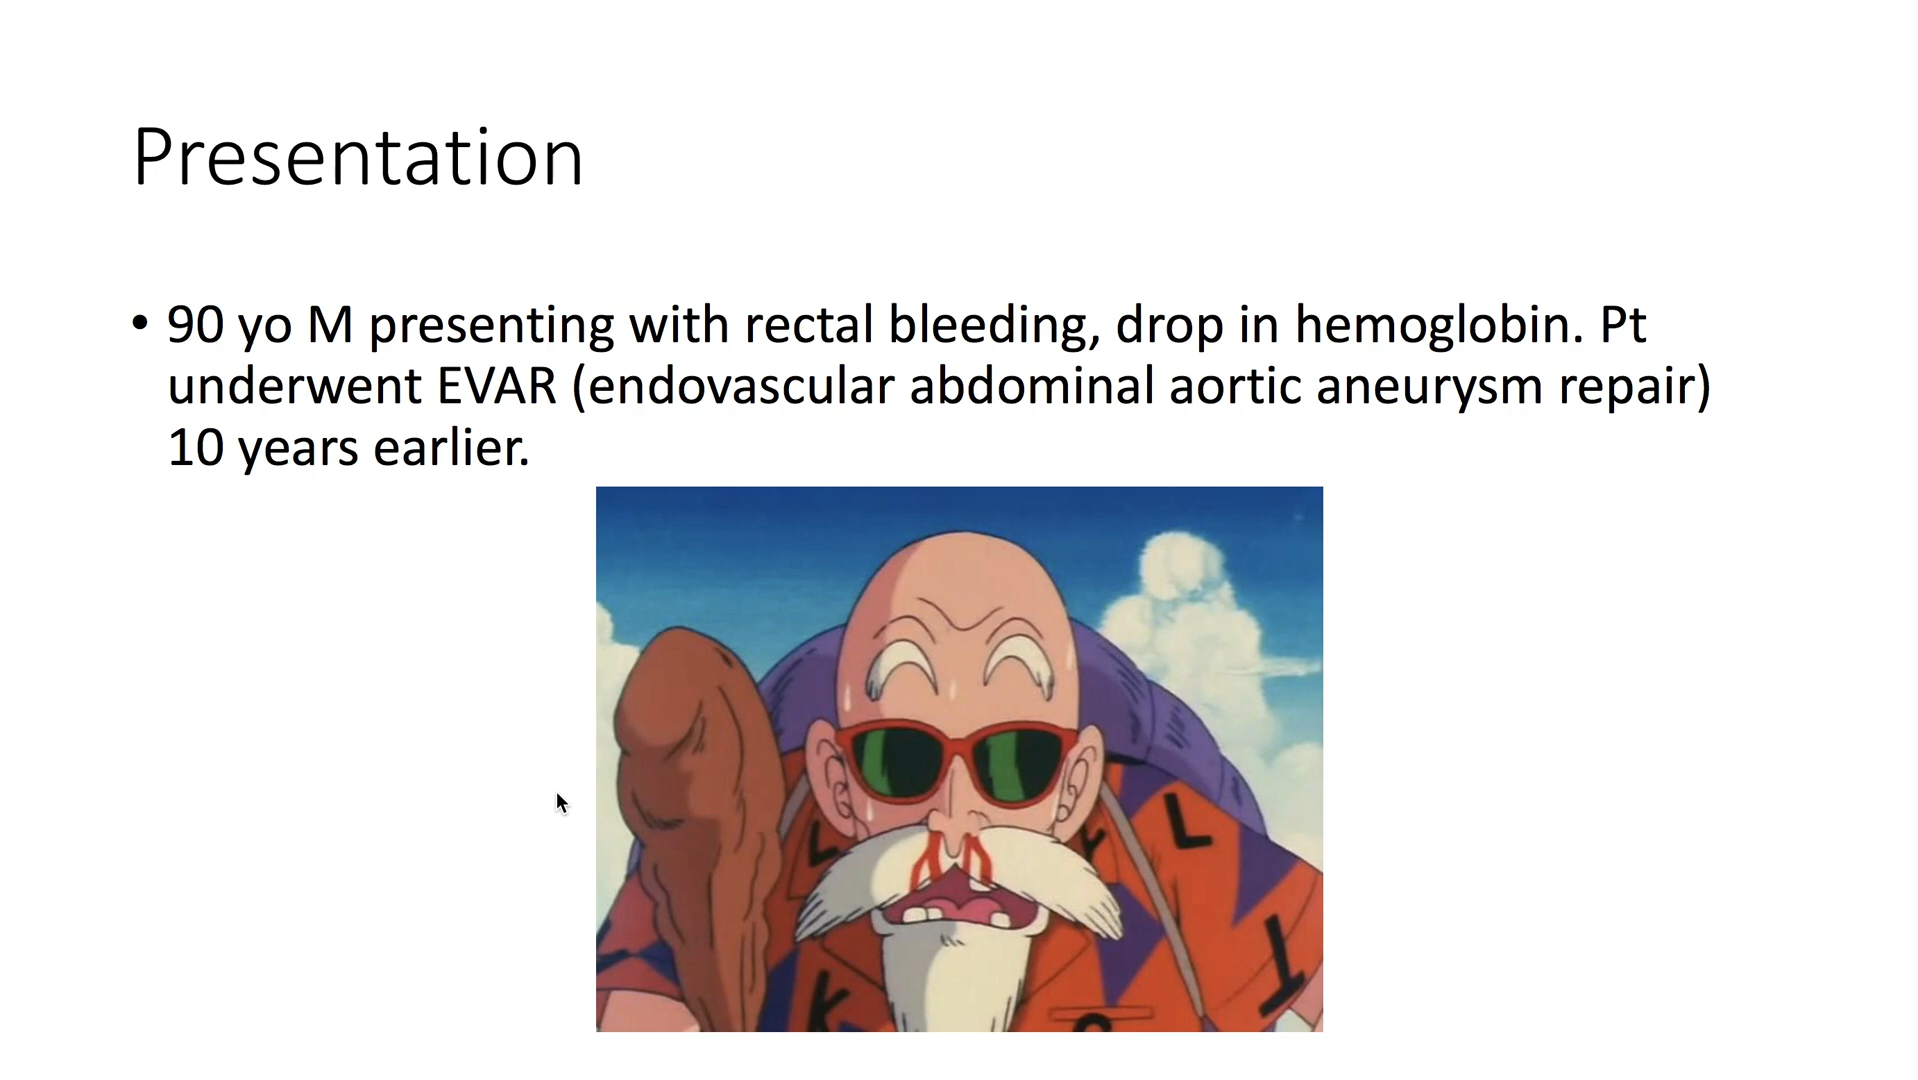 Presentation
• 90 yo M presenting with rectal bleeding, drop in hemoglobin. Pt
underwent EVAR (endovascular abdominal aortic aneurysm repair)
10 years earlier.
L
L
K